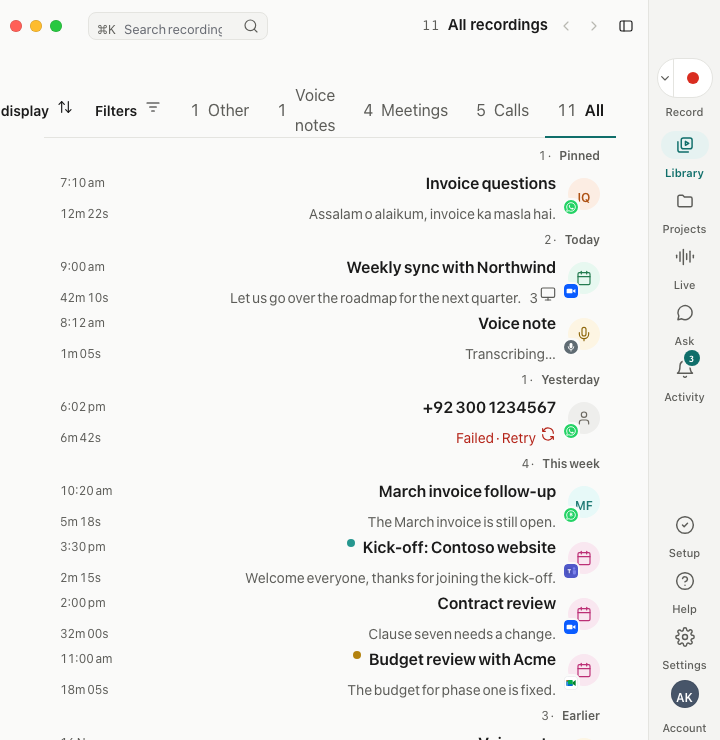 ⌘K Search recording
11 All recordings
display
Filters
1 Other
1 Voice notes
4 Meetings
5 Calls
11 All
1 · Pinned
Invoice questions
7:10 am
IQ
Assalam o alaikum, invoice ka masla hai.
12m 22s
2 · Today
Weekly sync with Northwind
9:00 am
Let us go over the roadmap for the next quarter. 3
42m 10s
Voice note
8:12 am
Transcribing…
1m 05s
1 · Yesterday
+92 300 1234567
6:02 pm
Failed · Retry
6m 42s
4 · This week
March invoice follow-up
10:20 am
MF
The March invoice is still open.
5m 18s
Kick-off: Contoso website
3:30 pm
Welcome everyone, thanks for joining the kick-off.
2m 15s
Contract review
2:00 pm
Clause seven needs a change.
32m 00s
Budget review with Acme
11:00 am
The budget for phase one is fixed.
18m 05s
3 · Earlier
Record
Library
Projects
Live
Ask
3
Activity
Setup
Help
Settings
AK
Account